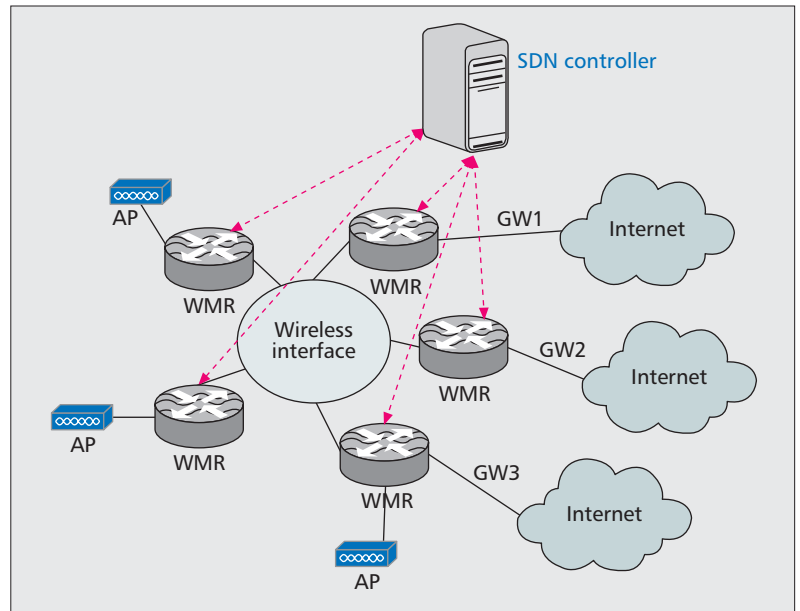 SDN controller
AP
GW1
Internet
WMR
WMR
Wireless
interface
GW2
Internet
WMR
AP
WMR
GW3
WMR
Internet
AP